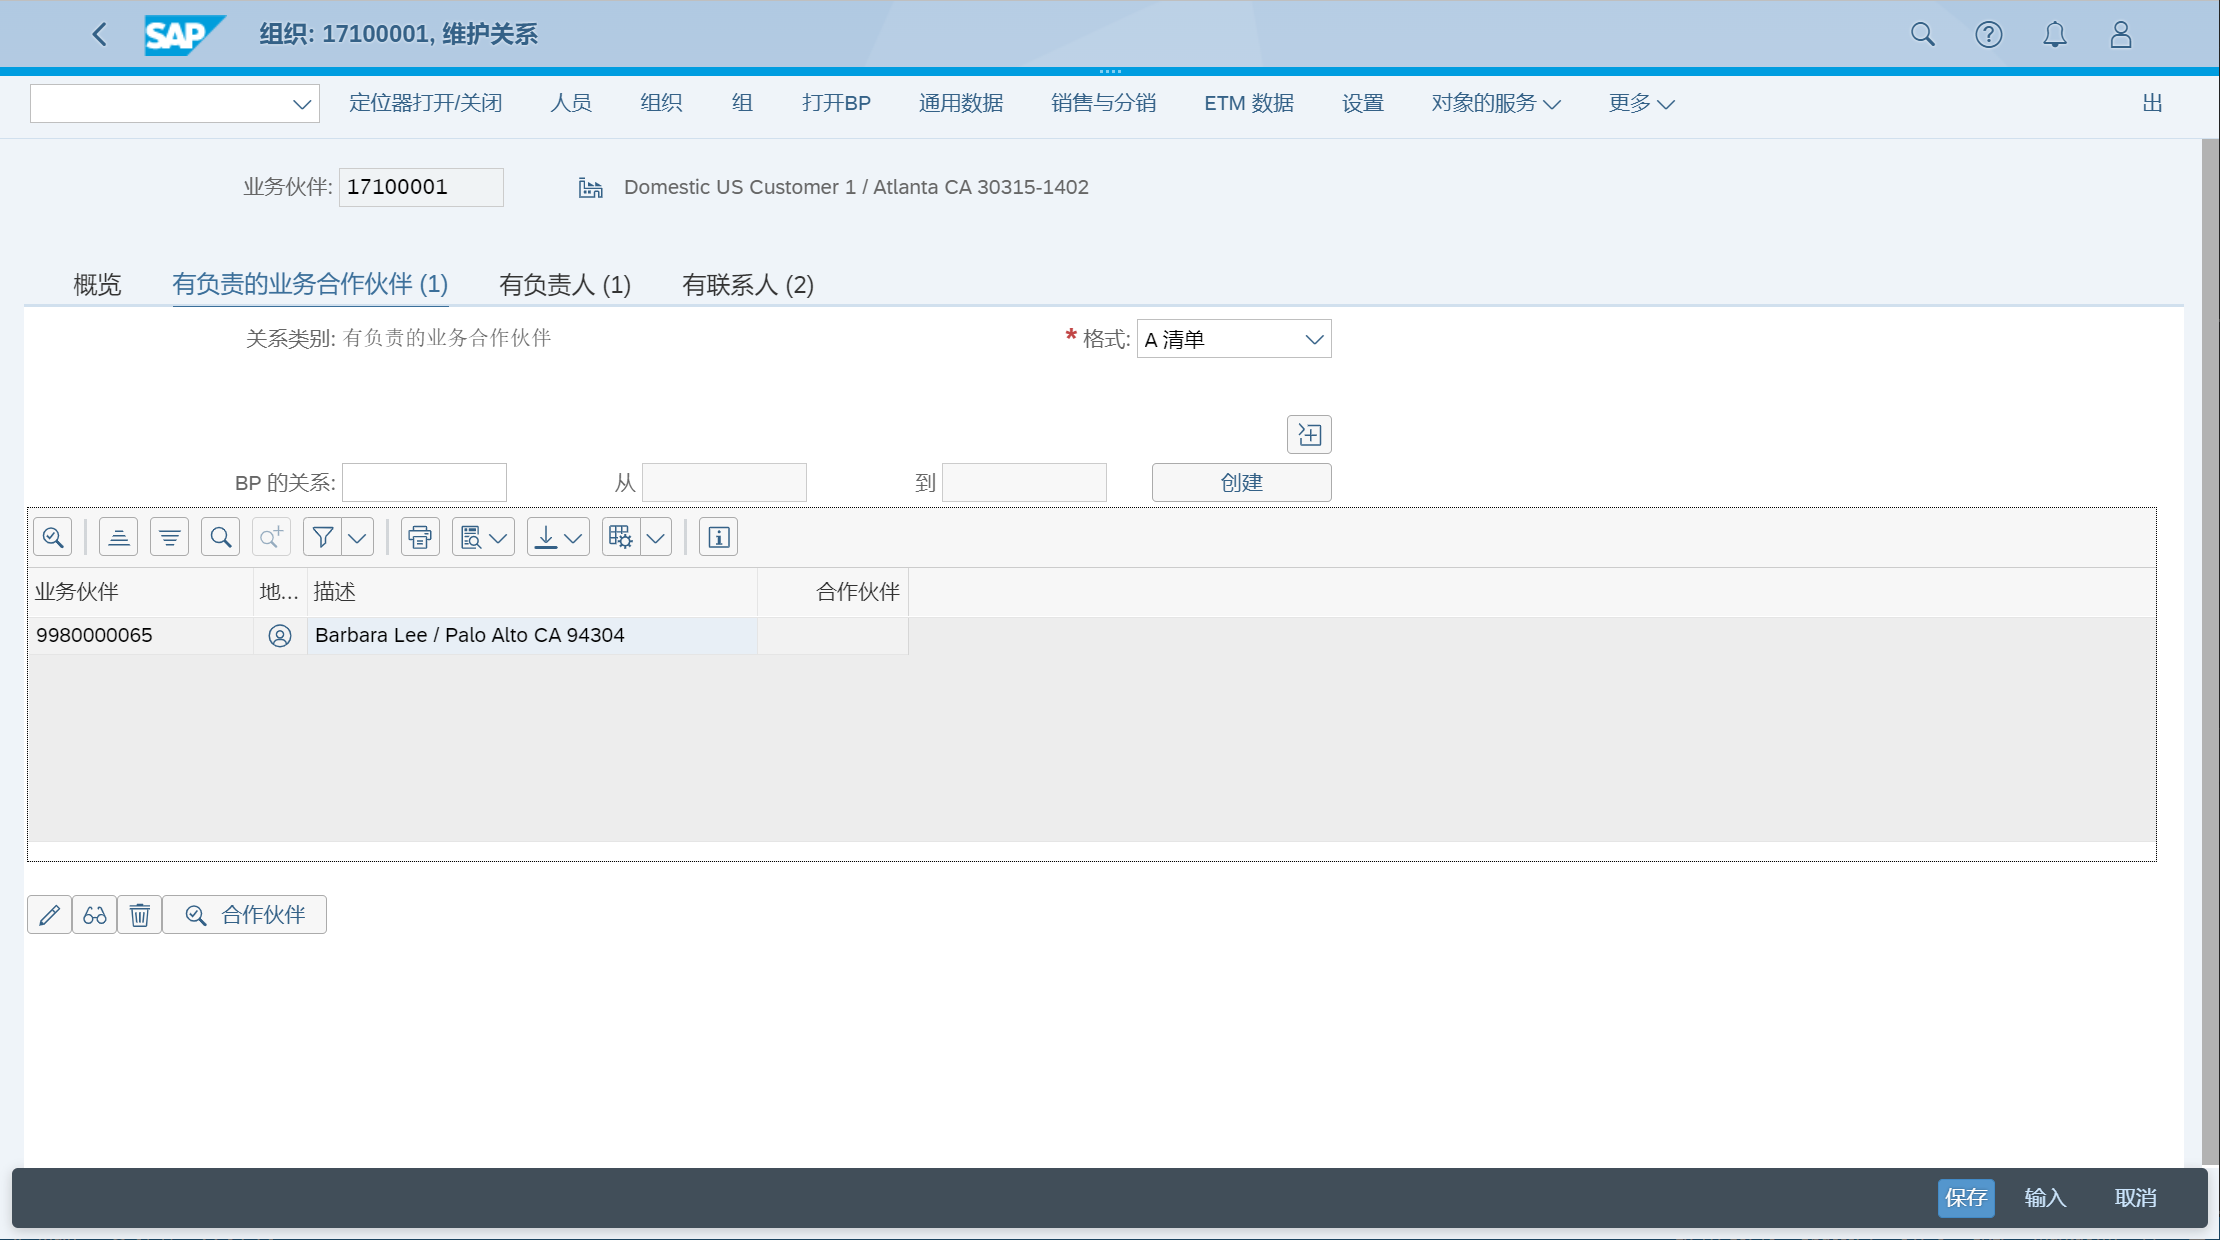 SAP 组织: 17100001, 维护关系
定位器打开/关闭 人员 组织 组 打开BP 通用数据 销售与分销 ETM 数据 设置 对象的服务 更多 出
业务伙伴: 17100001 Domestic US Customer 1 / Atlanta CA 30315-1402
概览 有负责的业务合作伙伴 (1) 有负责人 (1) 有联系人 (2)
关系类别: 有负责的业务合作伙伴 * 格式: A 清单
BP 的关系: 从 到 创建
业务伙伴 地... 描述 合作伙伴
9980000065 Barbara Lee / Palo Alto CA 94304
合作伙伴
保存 输入 取消